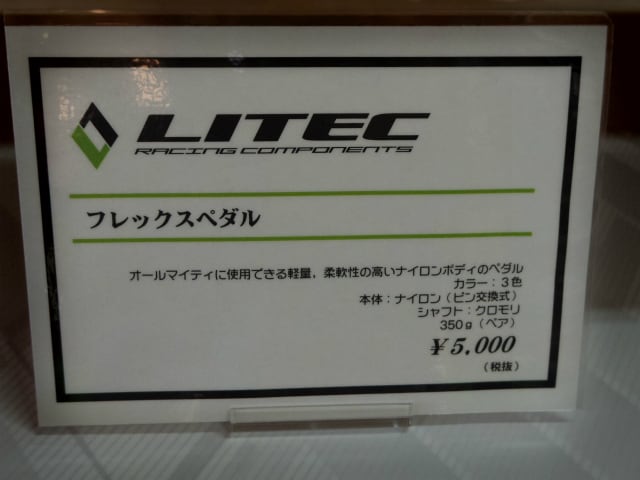 LITEC
RACING COMPONENTS
フレックスペダル
オールマイティに使用できる軽量，柔軟性の高いナイロンボディのペダル
カラー：３色
本体：ナイロン（ピン交換式）
シャフト：クロモリ
350g（ペア）
￥5,000
（税抜）